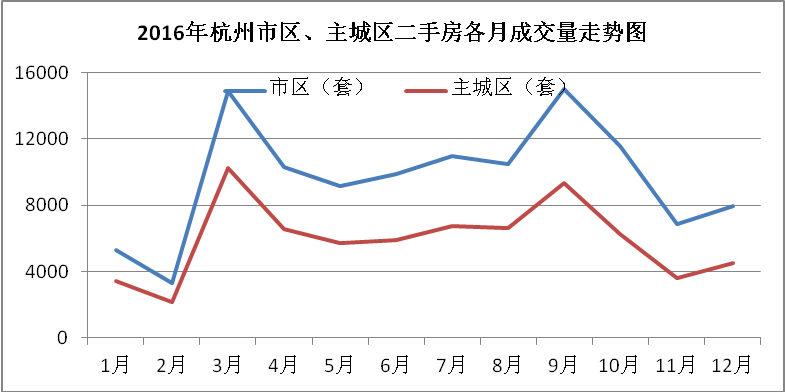 2016年杭州市区、主城区二手房各月成交量走势图
16000
市区（套）
主城区（套）
12000
8000
4000
0
1月 2月 3月 4月 5月 6月 7月 8月 9月 10月 11月 12月